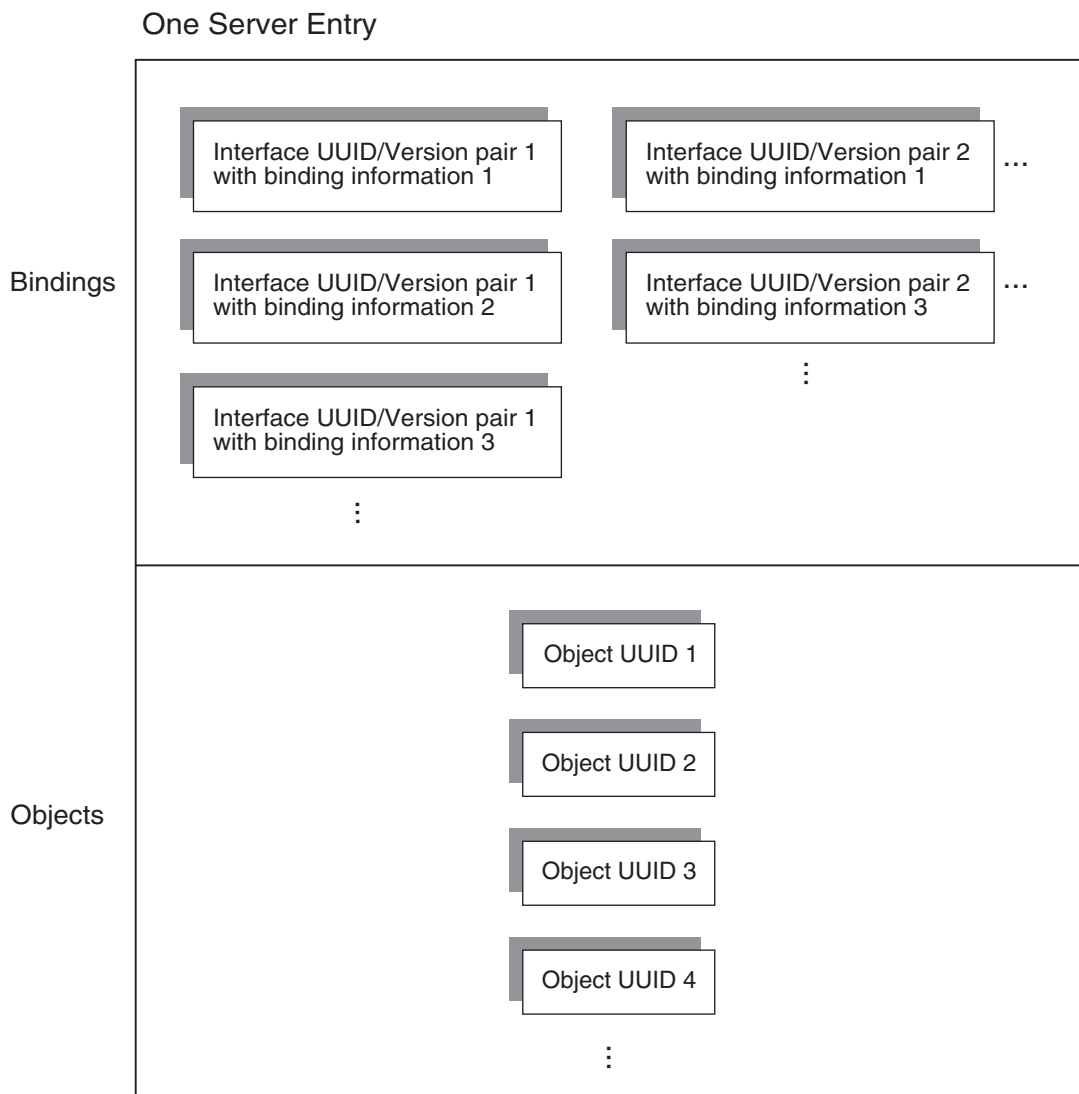 One Server Entry
Bindings
Interface UUID/Version pair 1
with binding information 1
Interface UUID/Version pair 2
with binding information 1
...
Interface UUID/Version pair 1
with binding information 2
Interface UUID/Version pair 2
with binding information 3
...
...
Interface UUID/Version pair 1
with binding information 3
...
Objects
Object UUID 1
Object UUID 2
Object UUID 3
Object UUID 4
...